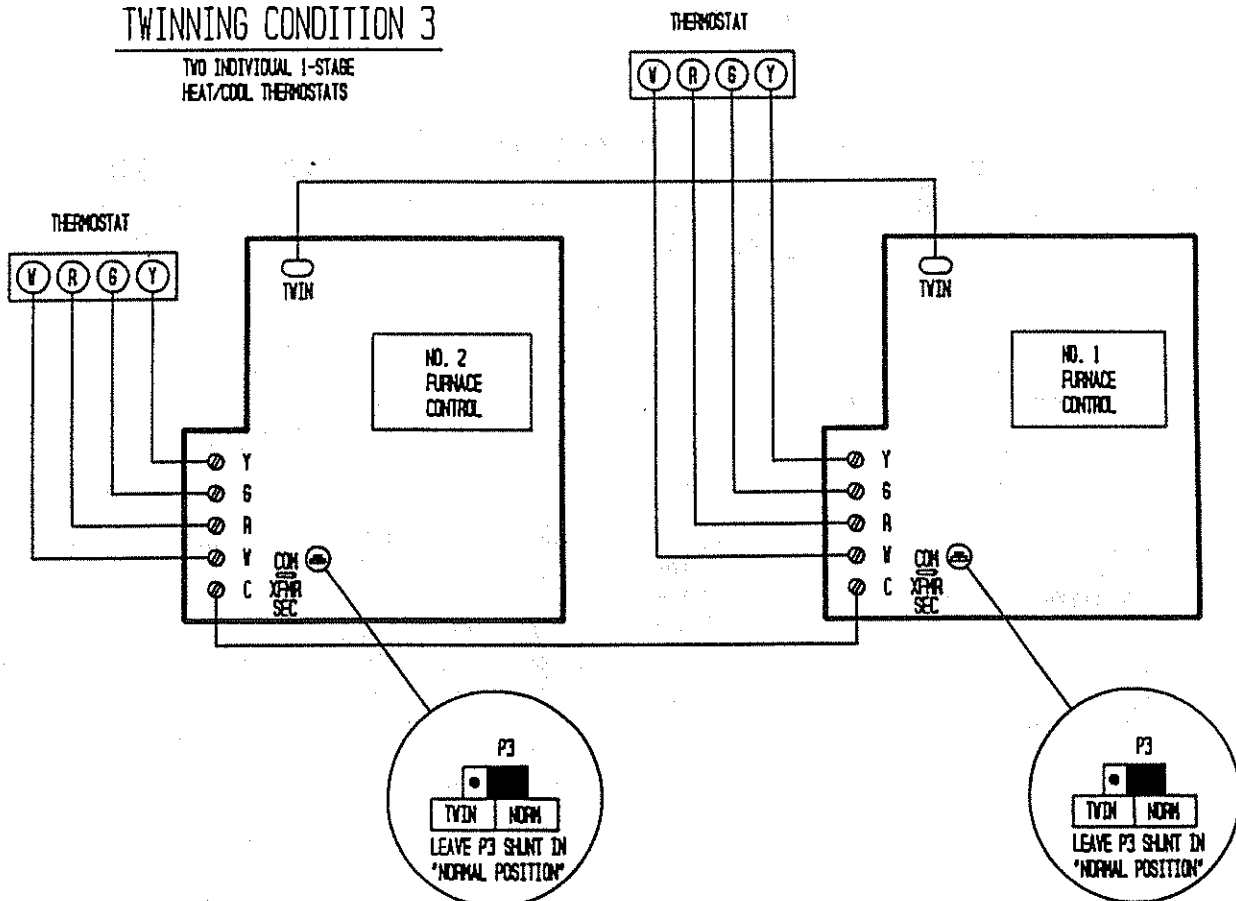 TWINNING CONDITION 3
TWO INDIVIDUAL 1-STAGE
HEAT/COOL THERMOSTATS
THERMOSTAT
W R G Y
THERMOSTAT
W R G Y
TWIN
NO. 2
FURNACE
CONTROL
Y
G
R
W
C
COM
XFMR
SEC
TWIN
NO. 1
FURNACE
CONTROL
Y
G
R
W
C
COM
XFMR
SEC
P3
TWIN NORM
LEAVE P3 SHUNT IN
"NORMAL POSITION"
P3
TWIN NORM
LEAVE P3 SHUNT IN
"NORMAL POSITION"